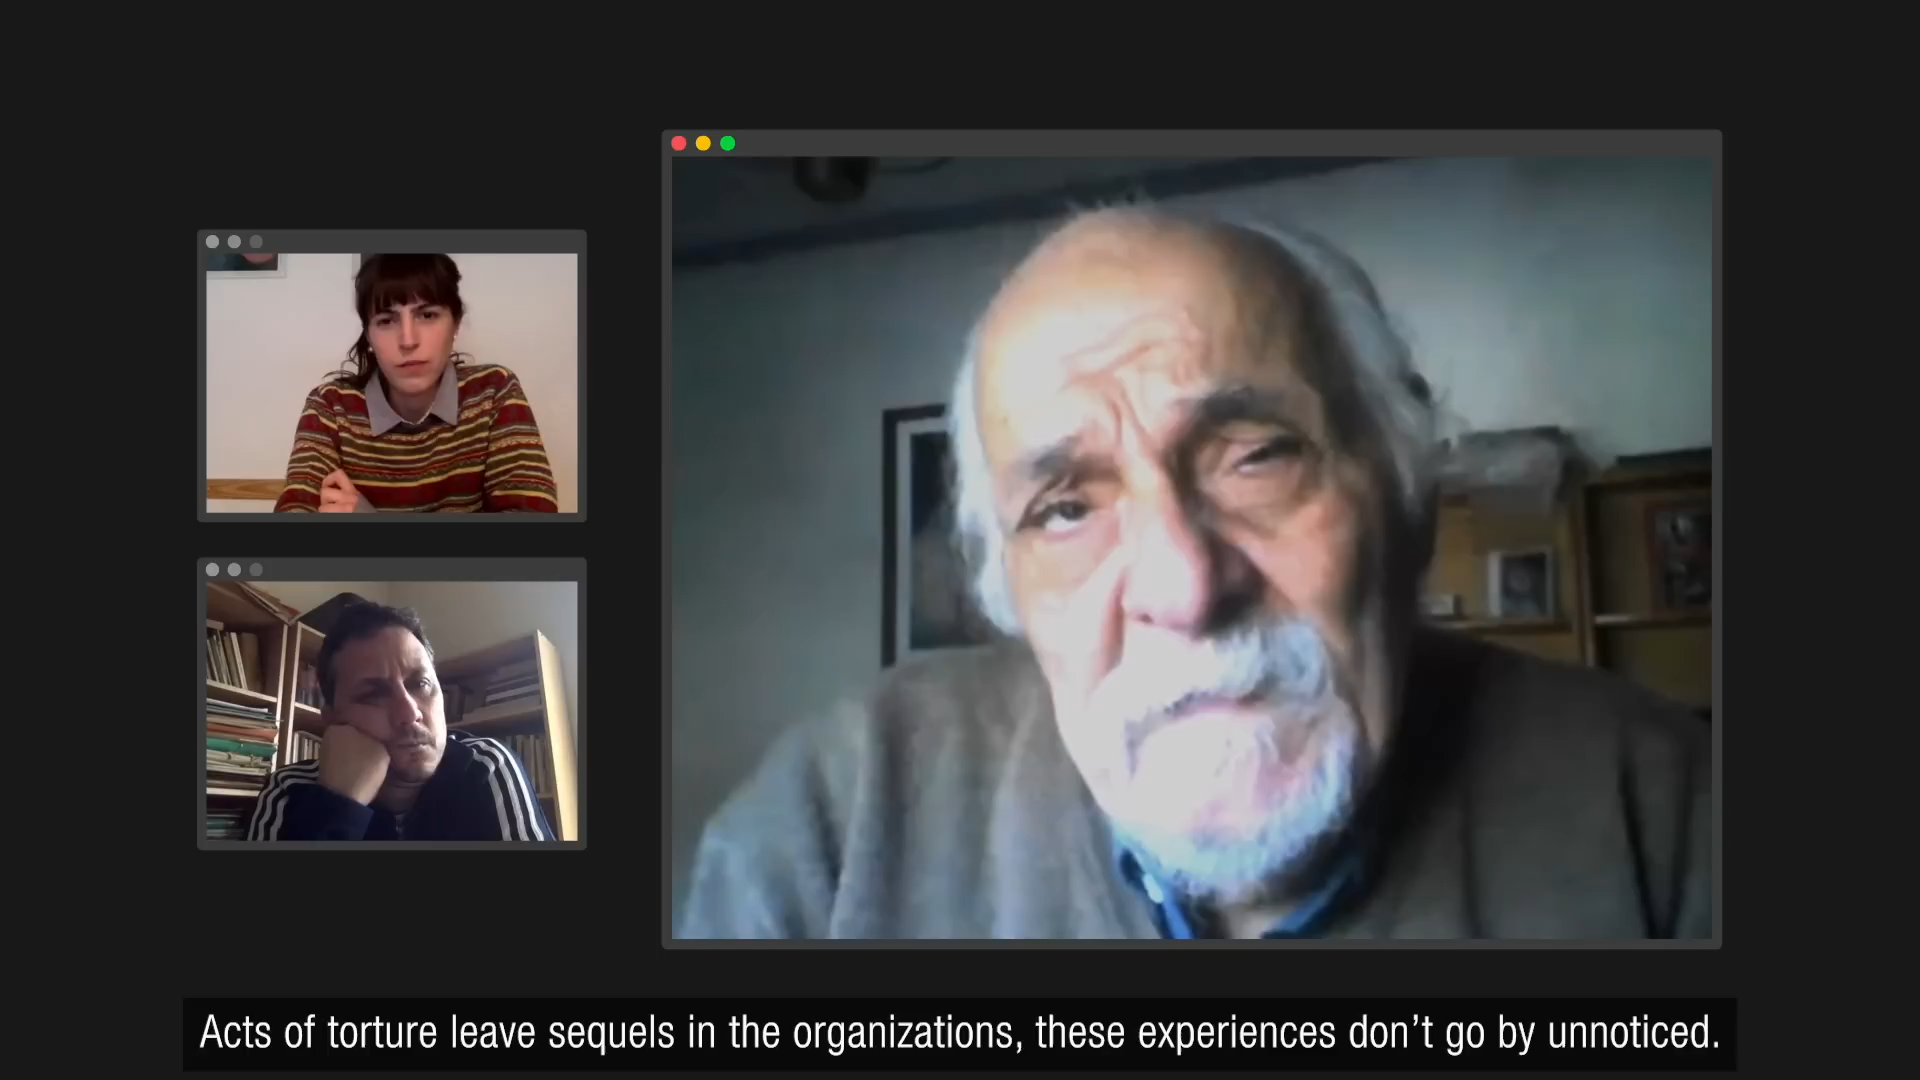 Acts of torture leave sequels in the organizations, these experiences don't go by unnoticed.